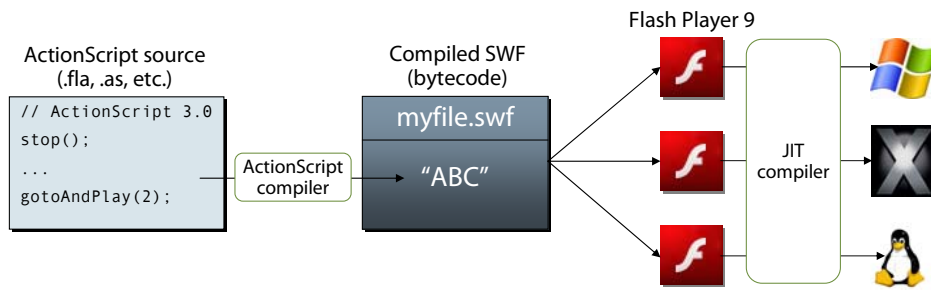 ActionScript source
(.fla, .as, etc.)
// ActionScript 3.0
stop();
...
gotoAndPlay(2);
ActionScript
compiler
Compiled SWF
(bytecode)
myfile.swf
“ABC”
Flash Player 9
JIT
compiler